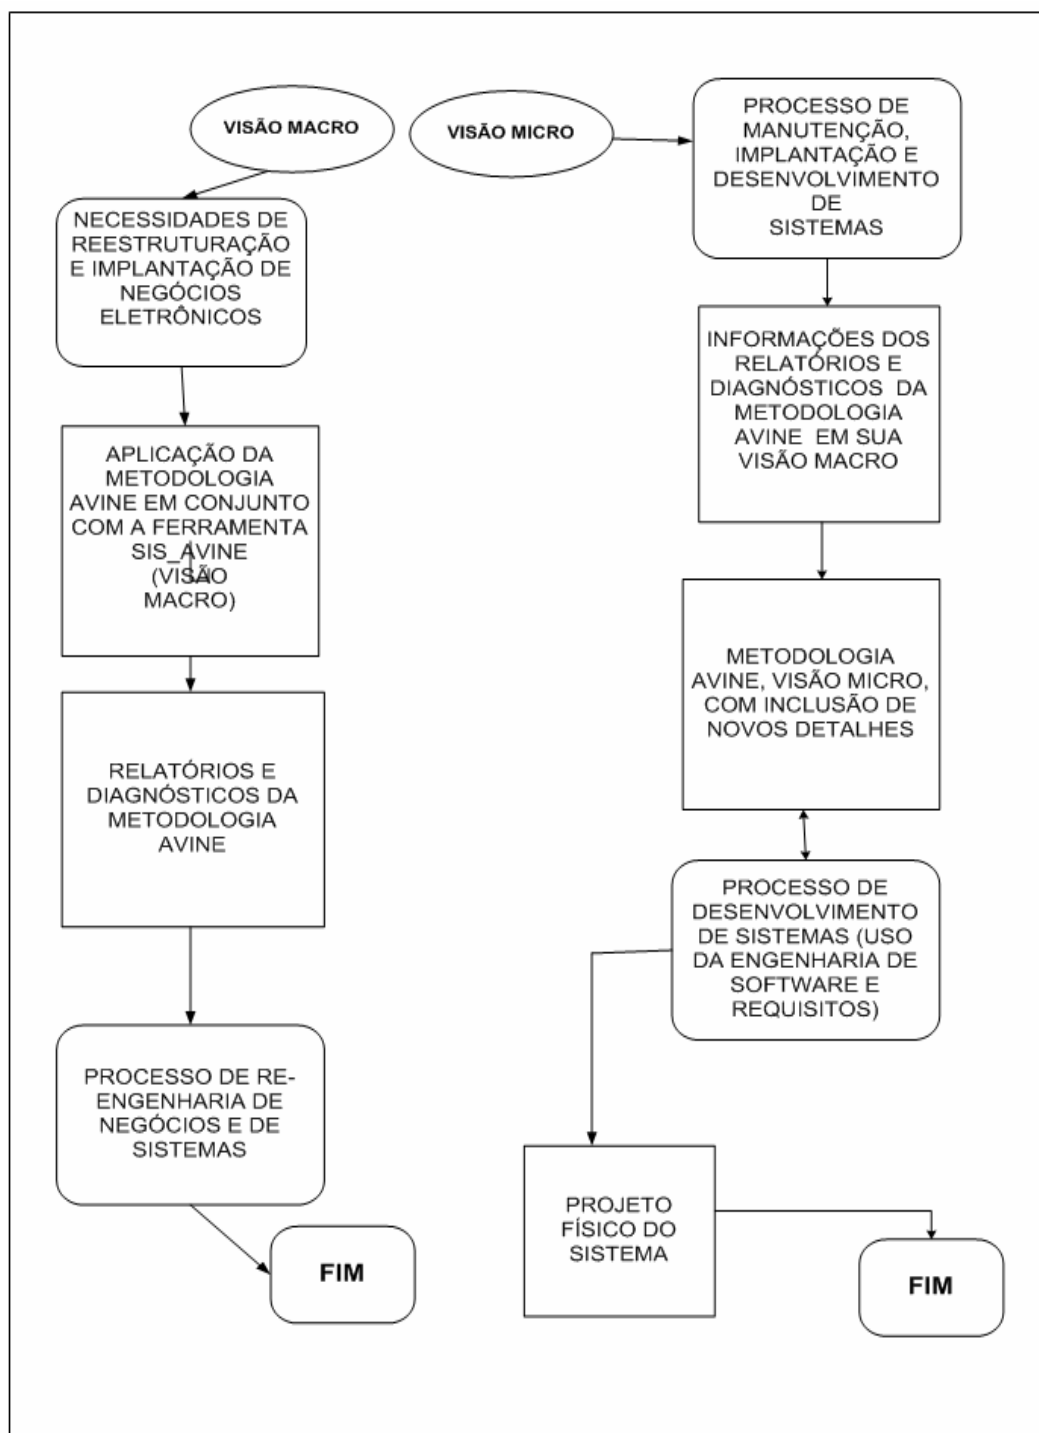 VISÃO MACRO
NECESSIDADES DE
REESTRUTURAÇÃO
E IMPLANTAÇÃO DE
NEGÓCIOS
ELETRÔNICOS
APLICAÇÃO DA
METODOLOGIA
AVINE EM CONJUNTO
COM A FERRAMENTA
SIS_AVINE
(VISÃO
MACRO)
RELATÓRIOS E
DIAGNÓSTICOS DA
METODOLOGIA
AVINE
PROCESSO DE RE-
ENGENHARIA DE
NEGÓCIOS E DE
SISTEMAS
FIM
VISÃO MICRO
PROCESSO DE
MANUTENÇÃO,
IMPLANTAÇÃO E
DESENVOLVIMENTO
DE
SISTEMAS
INFORMAÇÕES DOS
RELATÓRIOS E
DIAGNÓSTICOS DA
METODOLOGIA
AVINE EM SUA
VISÃO MACRO
METODOLOGIA
AVINE, VISÃO MICRO,
COM INCLUSÃO DE
NOVOS DETALHES
PROCESSO DE
DESENVOLVIMENTO
DE SISTEMAS (USO
DA ENGENHARIA DE
SOFTWARE E
REQUISITOS)
PROJETO
FÍSICO DO
SISTEMA
FIM